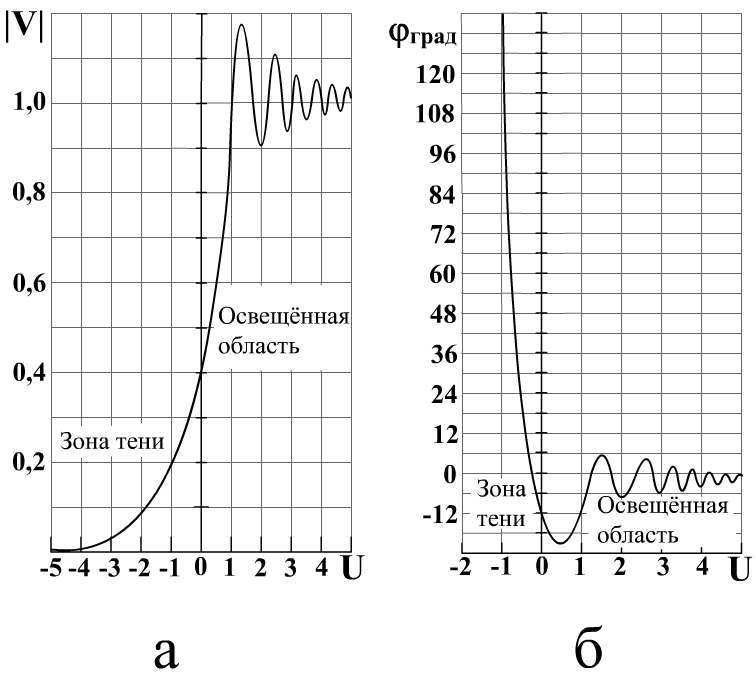 |V|
1,0
0,8
0,6
0,4
0,2
Освещённая
область
Зона тени
-5 -4 -3 -2 -1 0 1 2 3 4 U
а
φград
120
108
96
84
72
60
48
36
24
12
0
-12
Зона
тени
Освещённая
область
-2 -1 0 1 2 3 4 U
б